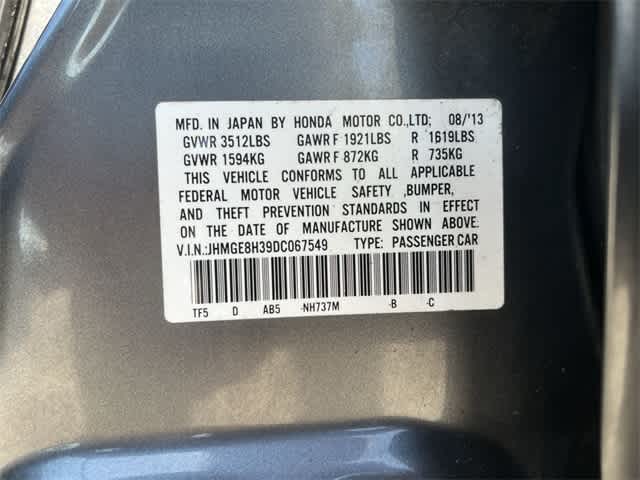 MFD. IN JAPAN BY HONDA MOTOR CO.,LTD; 08/'13
GVWR 3512LBS GAWR F 1921LBS R 1619LBS
GVWR 1594KG GAWR F 872KG R 735KG
THIS VEHICLE CONFORMS TO ALL APPLICABLE
FEDERAL MOTOR VEHICLE SAFETY ,BUMPER,
AND THEFT PREVENTION STANDARDS IN EFFECT
ON THE DATE OF MANUFACTURE SHOWN ABOVE.
V.I.N.:JHMGE8H39DC067549 TYPE: PASSENGER CAR
TF5 D AB5 -NH737M -B -C